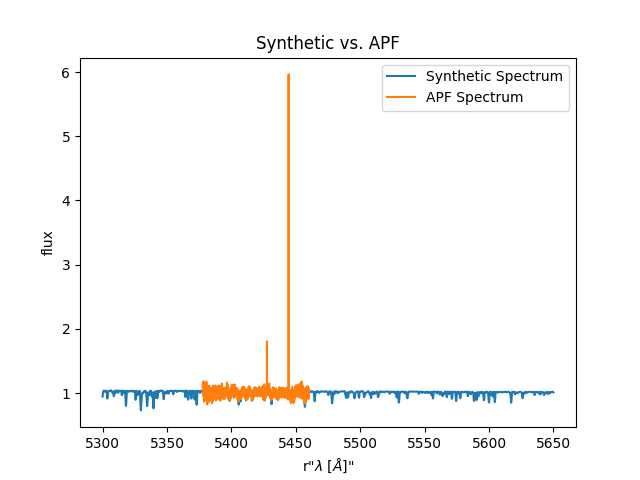 Synthetic vs. APF
Synthetic Spectrum
APF Spectrum
6
5
4
3
2
1
flux
5300 5350 5400 5450 5500 5550 5600 5650
r"λ [Å]"